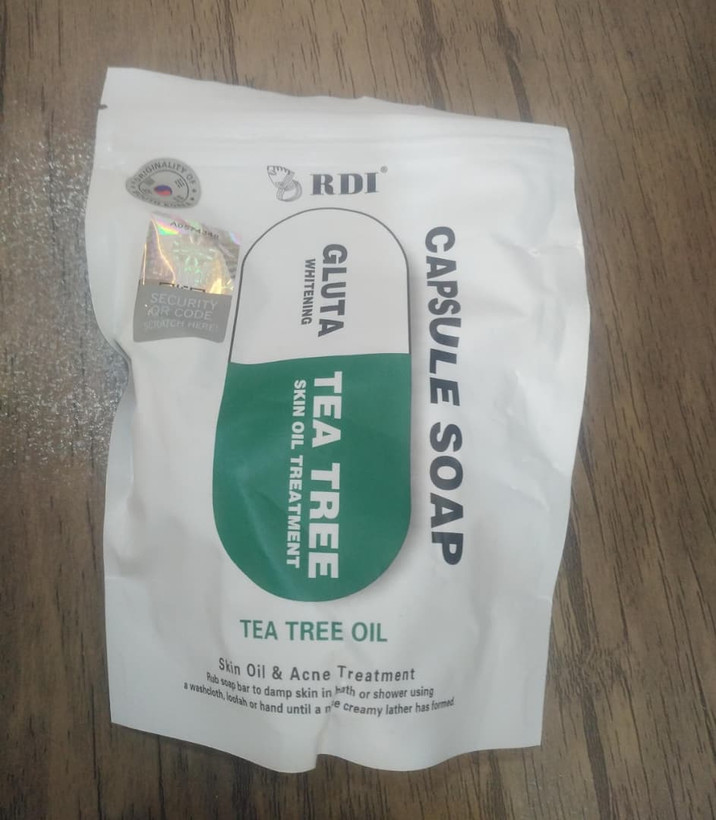 ORIGINALITY OF
RDI®
SECURITY
QR CODE
SCRATCH HERE!
GLUTA
WHITENING
TEA TREE
SKIN OIL TREATMENT
CAPSULE SOAP
TEA TREE OIL
Skin Oil & Acne Treatment
Rub soap bar to damp skin in bath or shower using
a washcloth, loofah or hand until a creamy lather has formed